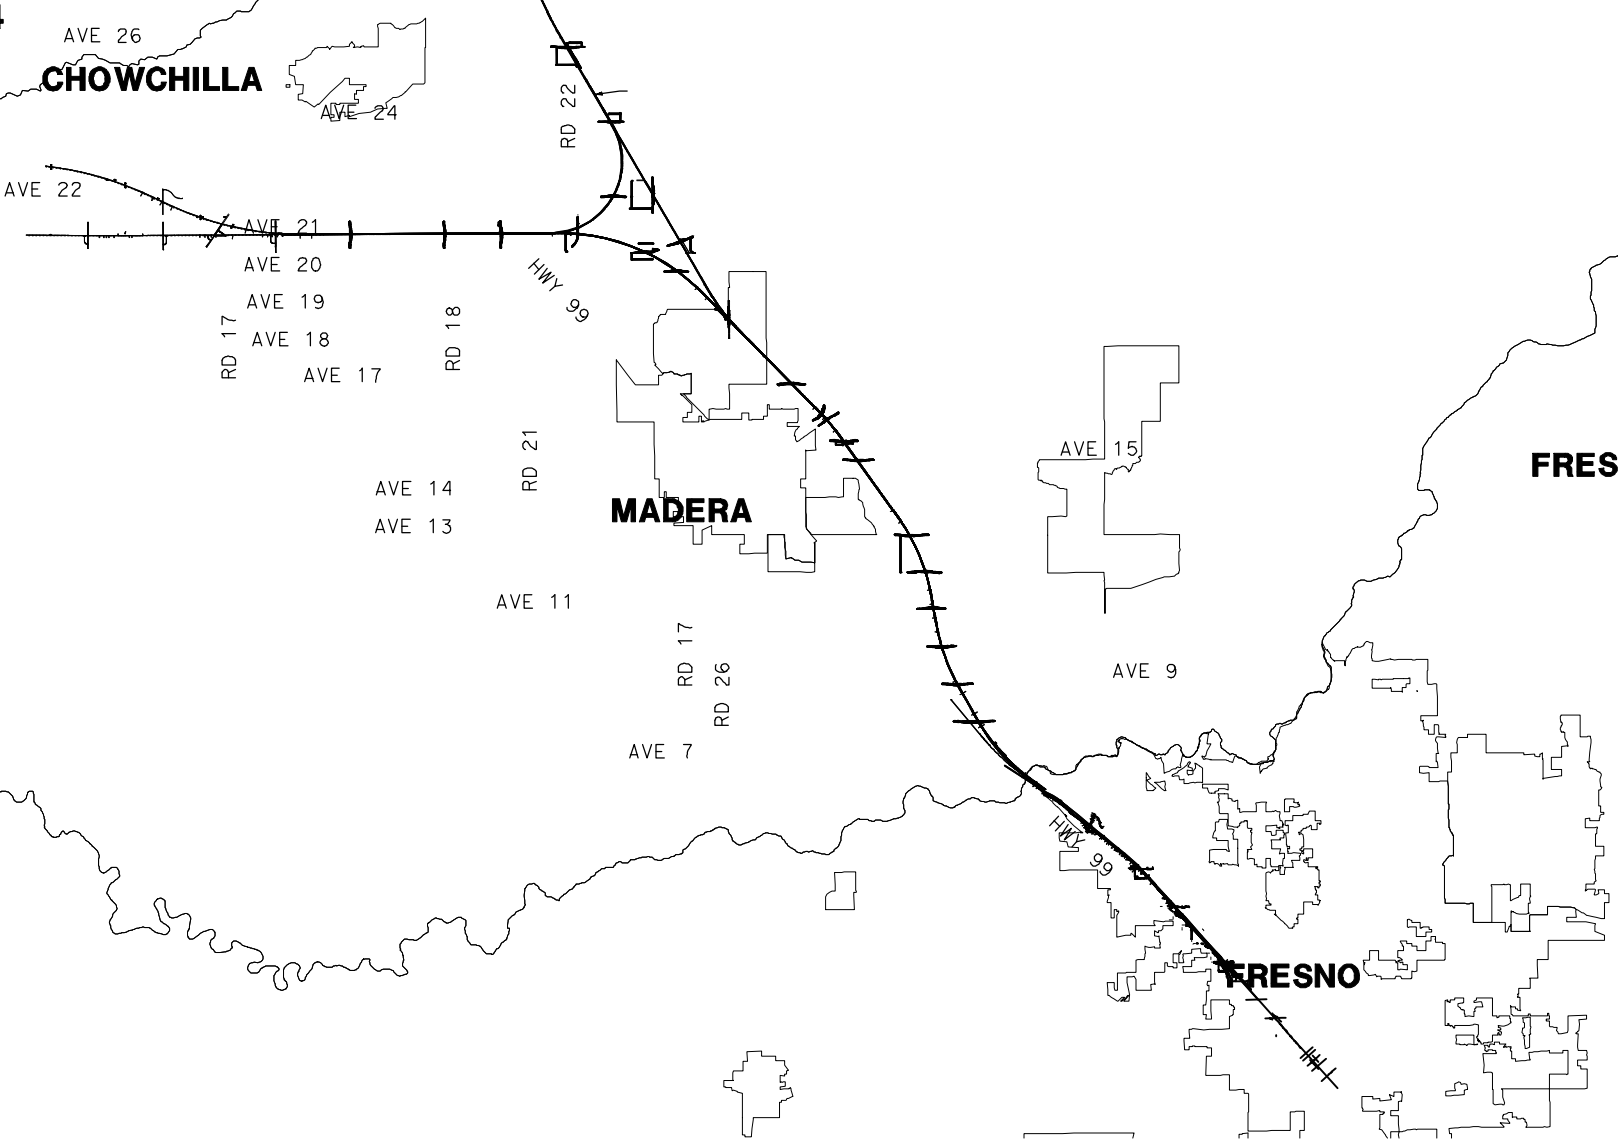 4
AVE 26
CHOWCHILLA
AVE 24
RD 22
AVE 22
AVE 21
AVE 20
HWY 99
AVE 19
RD 17
AVE 18
RD 18
AVE 17
RD 21
AVE 15
FRES
AVE 14
MADERA
AVE 13
AVE 11
RD 17
RD 26
AVE 9
AVE 7
HWY 99
FRESNO